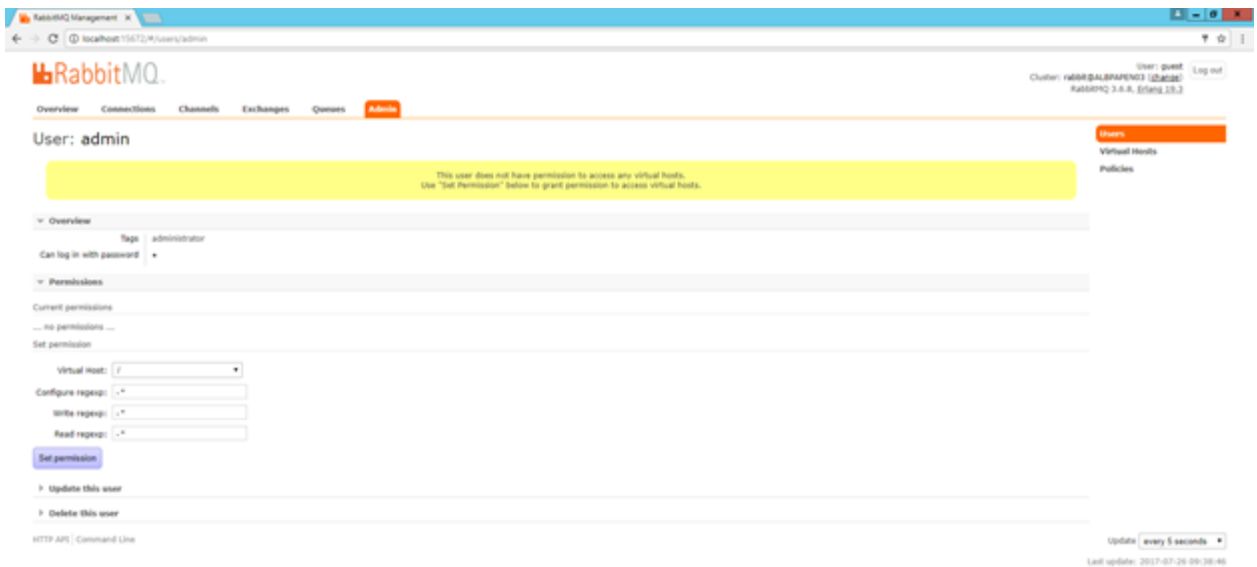 RabbitMQ Management
localhost:15672/#/users/admin
RabbitMQ
User: guest
Log out
Cluster: rabbit@ALBPAPEN03 (change)
RabbitMQ 3.6.8, Erlang 19.3
Overview Connections Channels Exchanges Queues Admin
User: admin
Users
Virtual Hosts
Policies
This user does not have permission to access any virtual hosts.
Use "Set Permission" below to grant permission to access virtual hosts.
Overview
Tags administrator
Can log in with password •
Permissions
Current permissions
... no permissions ...
Set permission
Virtual Host: /
Configure regexp: .*
Write regexp: .*
Read regexp: .*
Set permission
Update this user
Delete this user
HTTP API Command Line
Update every 5 seconds
Last update: 2017-07-26 09:38:46